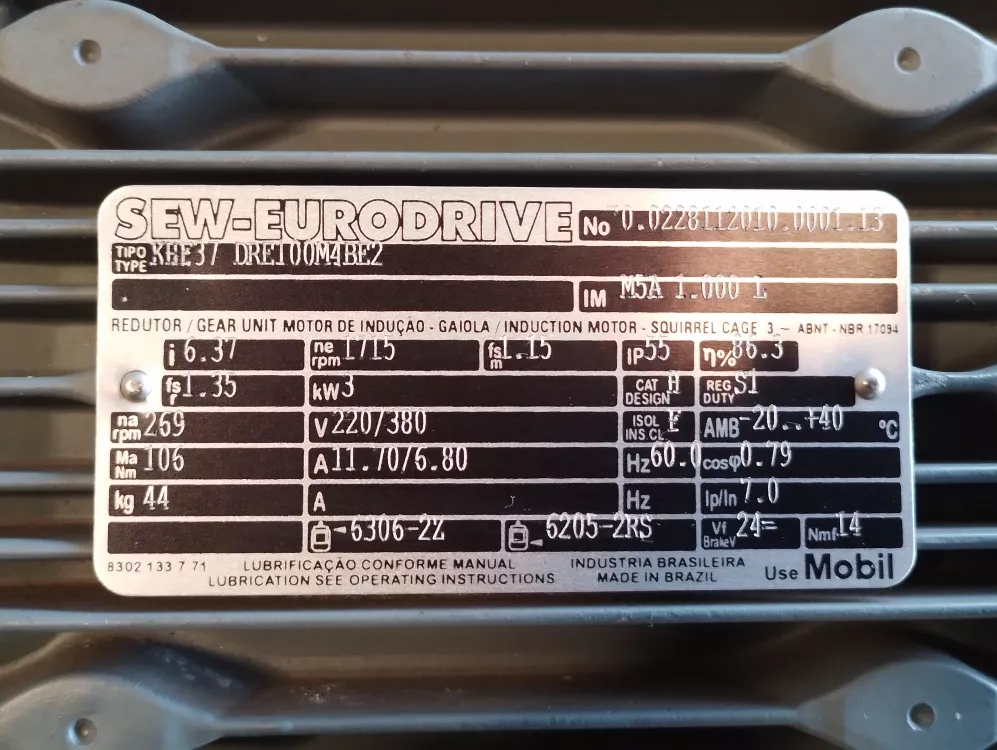 SEW-EURODRIVE No 70.0228112010.0001.13
TIPO TYPE KHE37 DRE100M4BE2
IM M5A 1.000 L
REDUTOR / GEAR UNIT MOTOR DE INDUÇAO - GAIOLA / INDUCTION MOTOR - SQUIRREL CAGE 3 ~ ABNT - NBR 17094
i 6.37 ne rpm 1715 fs m 1.15 IP 55 η% 86.3
fs r 1.35 kW 3 CAT DESIGN H REG DUTY S1
na rpm 269 V 220/380 ISOL INS CL. F AMB -20..+40 °C
Ma Nm 106 A 11.70/6.80 Hz 60.0 cosφ 0.79
kg 44 A Hz Ip/In 7.0
6306-2Z 6205-2RS Vf BrakeV 24= Nmf 14
8302 133 7 71 LUBRIFICAÇÃO CONFORME MANUAL INDUSTRIA BRASILEIRA
LUBRICATION SEE OPERATING INSTRUCTIONS MADE IN BRAZIL Use Mobil